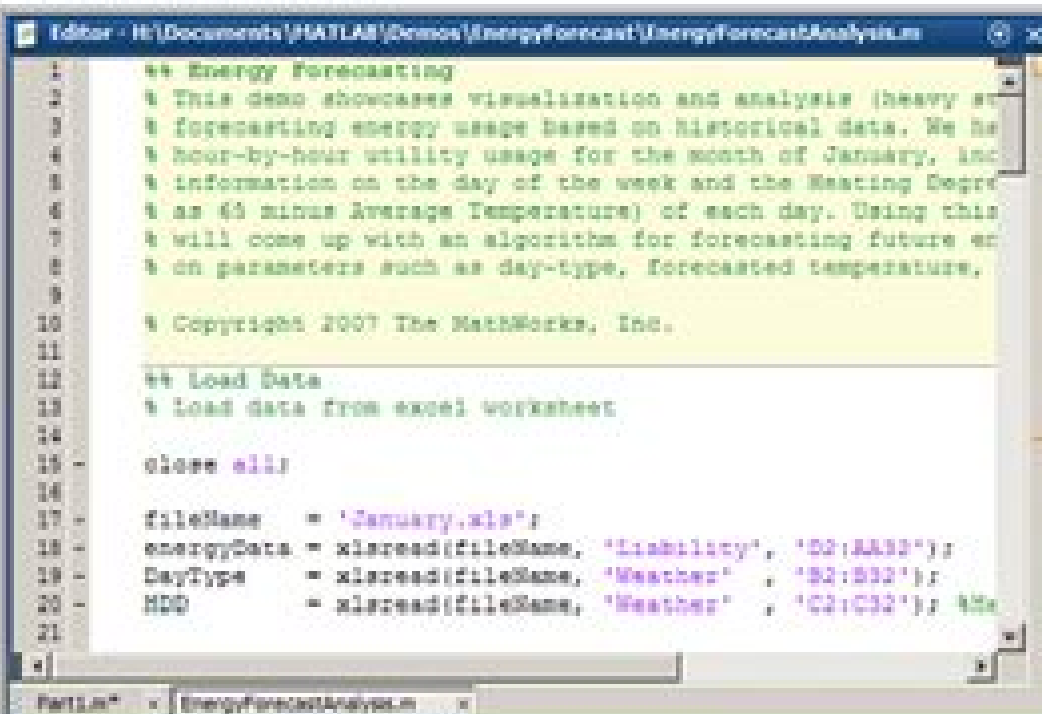 Editor - H:\Documents\MATLAB\Demos\EnergyForecast\EnergyForecastAnalysis.m
1 %% Energy Forecasting
2 % This demo showcases visualization and analysis (heavy st
3 % forecasting energy usage based on historical data. We ha
4 % hour-by-hour utility usage for the month of January, inc
5 % information on the day of the week and the Heating Degre
6 % as 65 minus Average Temperature) of each day. Using this
7 % will come up with an algorithm for forecasting future en
8 % on parameters such as day-type, forecasted temperature,
9
10 % Copyright 2007 The MathWorks, Inc.
11
12 %% Load Data
13 % Load data from excel worksheet
14
15 - close all;
16
17 - fileName = 'January.xls';
18 - energyData = xlsread(fileName, 'Liability', 'D2:AA32');
19 - DayType = xlsread(fileName, 'Weather' , 'B2:B32');
20 - HDD = xlsread(fileName, 'Weather' , 'C2:C32'); %He
21
Part1.m* × EnergyForecastAnalysis.m ×